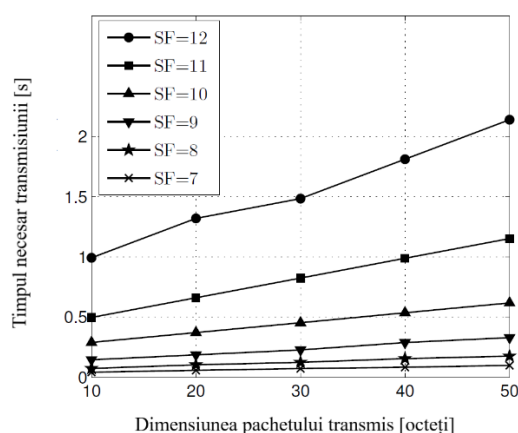 SF=12
SF=11
SF=10
SF=9
SF=8
SF=7
Timpul necesar transmisiunii [s]
2
1.5
1
0.5
0
10 20 30 40 50
Dimensiunea pachetului transmis [octeți]